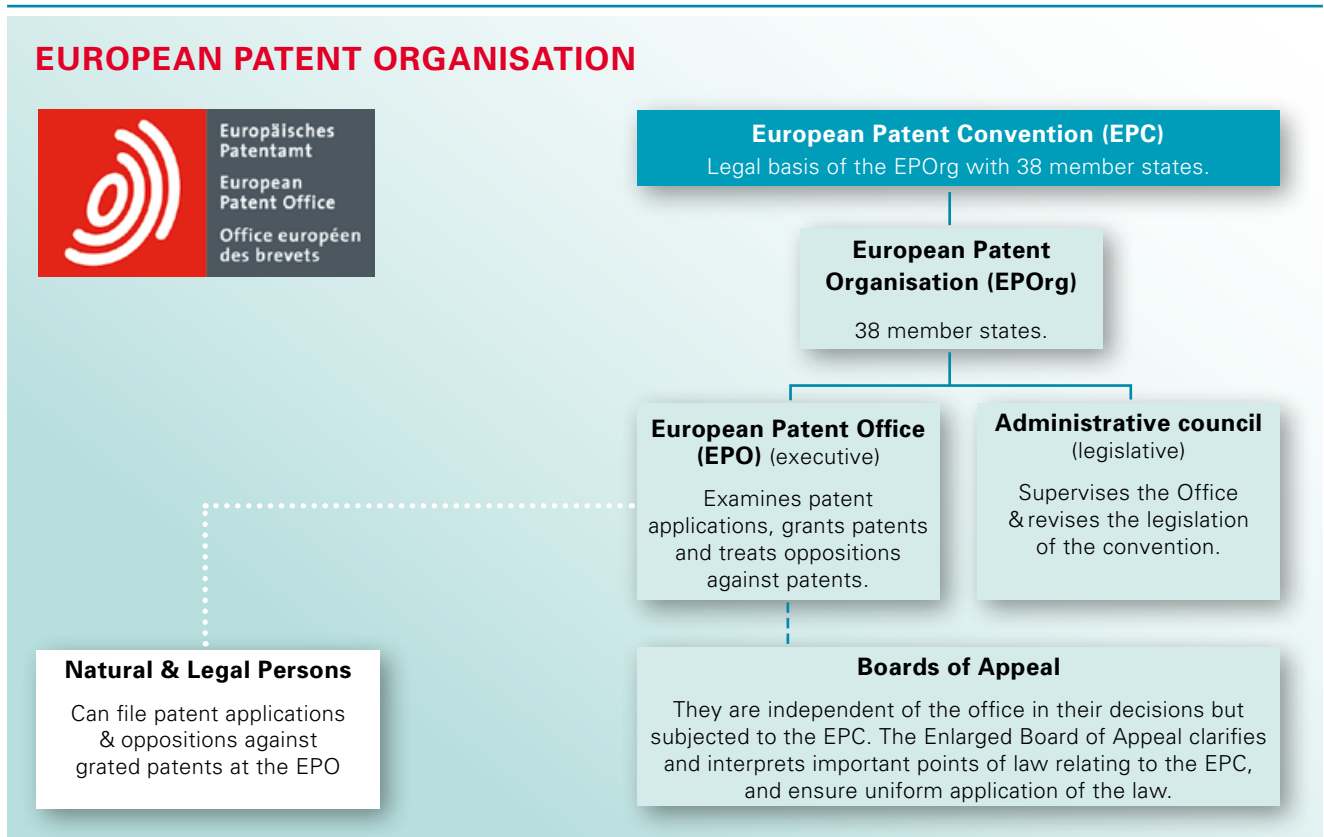 EUROPEAN PATENT ORGANISATION
Europäisches
Patentamt
European
Patent Office
Office européen
des brevets
European Patent Convention (EPC)
Legal basis of the EPOrg with 38 member states.
European Patent
Organisation (EPOrg)
38 member states.
European Patent Office
(EPO) (executive)
Examines patent
applications, grants patents
and treats oppositions
against patents.
Administrative council
(legislative)
Supervises the Office
& revises the legislation
of the convention.
Natural & Legal Persons
Can file patent applications
& oppositions against
grated patents at the EPO
Boards of Appeal
They are independent of the office in their decisions but
subjected to the EPC. The Enlarged Board of Appeal clarifies
and interprets important points of law relating to the EPC,
and ensure uniform application of the law.